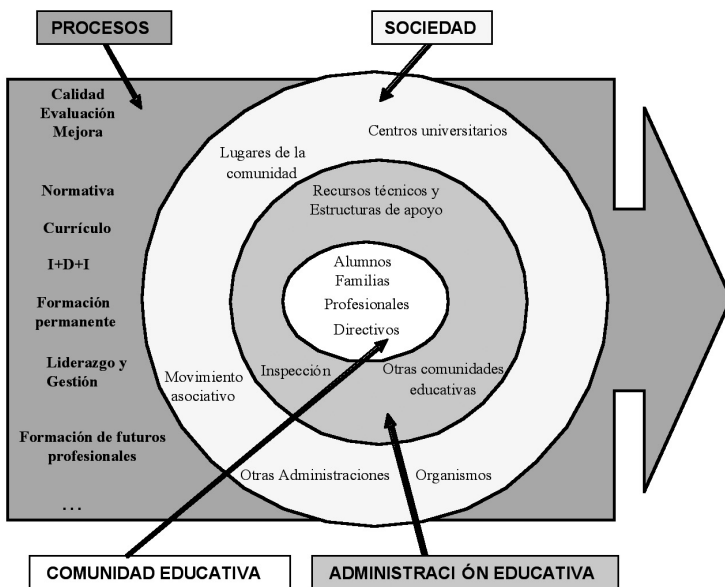 PROCESOS
SOCIEDAD
Calidad
Evaluación
Mejora
Normativa
Currículo
I+D+I
Formación
permanente
Liderazgo y
Gestión
Formación de futuros
profesionales
...
Centros universitarios
Lugares de la
comunidad
Recursos técnicos y
Estructuras de apoyo
Alumnos
Familias
Profesionales
Directivos
Inspección
Otras comunidades
educativas
Movimiento
asociativo
Otras Administraciones
Organismos
COMUNIDAD EDUCATIVA
ADMINISTRACI ÓN EDUCATIVA